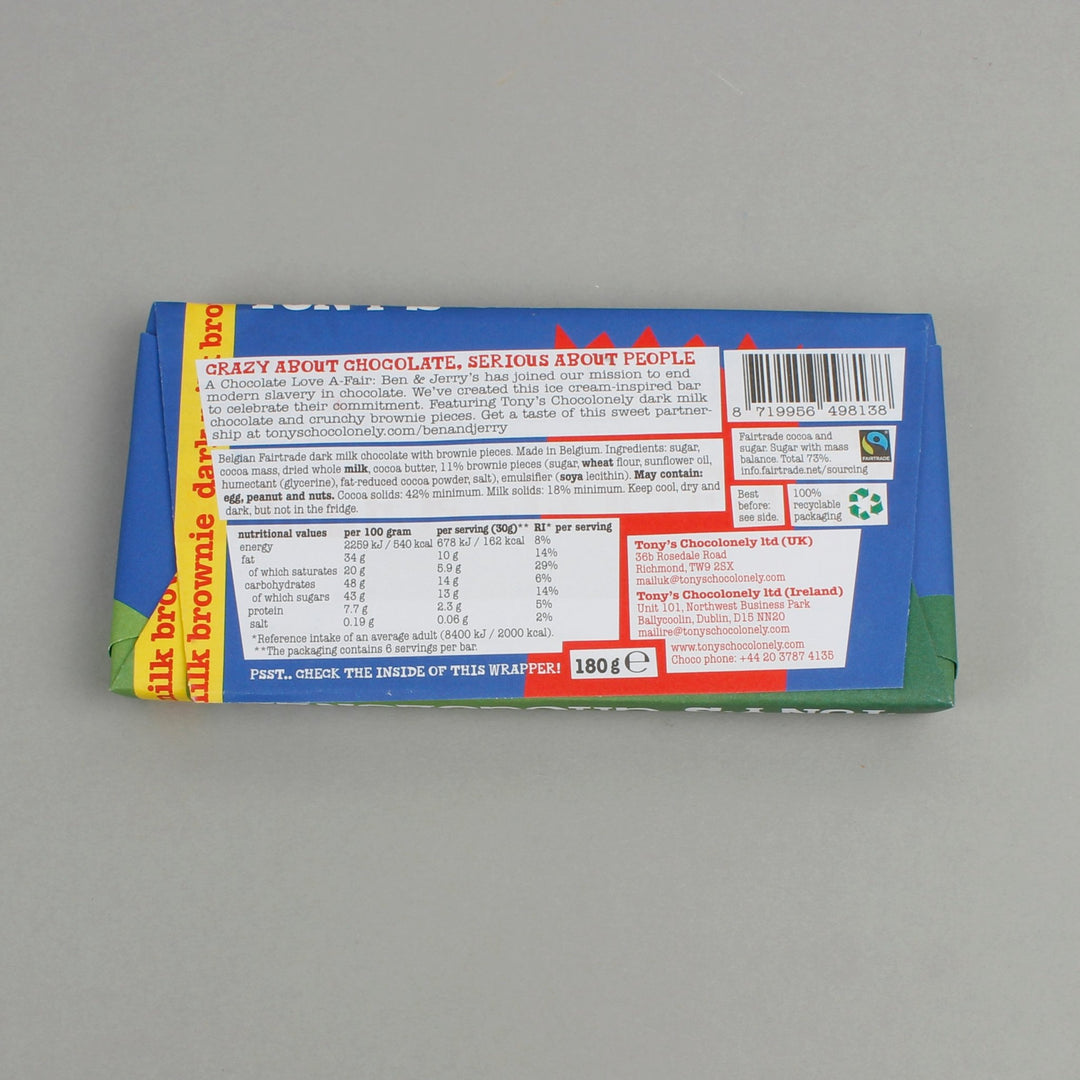 TONY'S
CRAZY ABOUT CHOCOLATE, SERIOUS ABOUT PEOPLE
A Chocolate Love A-Fair: Ben & Jerry's has joined our mission to end
modern slavery in chocolate. We've created this ice cream-inspired bar
to celebrate their commitment. Featuring Tony's Chocolonely dark milk
chocolate and crunchy brownie pieces. Get a taste of this sweet partner-
ship at tonyschocolonely.com/benandjerry
Belgian Fairtrade dark milk chocolate with brownie pieces. Made in Belgium. Ingredients: sugar,
cocoa mass, dried whole milk, cocoa butter, 11% brownie pieces (sugar, wheat flour, sunflower oil,
humectant (glycerine), fat-reduced cocoa powder, salt), emulsifier (soya lecithin). May contain:
egg, peanut and nuts. Cocoa solids: 42% minimum. Milk solids: 18% minimum. Keep cool, dry and
dark, but not in the fridge.
nutritional values per 100 gram per serving (30g)** RI* per serving
energy 2259 kJ / 540 kcal 678 kJ / 162 kcal 8%
fat 34 g 10 g 14%
of which saturates 20 g 5.9 g 29%
carbohydrates 48 g 14 g 6%
of which sugars 43 g 13 g 14%
protein 7.7 g 2.3 g 5%
salt 0.19 g 0.06 g 2%
*Reference intake of an average adult (8400 kJ / 2000 kcal).
**The packaging contains 6 servings per bar.
PSST.. CHECK THE INSIDE OF THIS WRAPPER!
180 g e
8 719956 498138
Fairtrade cocoa and
sugar. Sugar with mass
balance. Total 73%.
info.fairtrade.net/sourcing
FAIRTRADE
Best
before:
see side.
100%
recyclable
packaging
Tony's Chocolonely ltd (UK)
36b Rosedale Road
Richmond, TW9 2SX
mailuk@tonyschocolonely.com
Tony's Chocolonely ltd (Ireland)
Unit 101, Northwest Business Park
Ballycoolin, Dublin, D15 NN20
mailire@tonyschocolonely.com
www.tonyschocolonely.com
Choco phone: +44 20 3787 4135
brownie dark